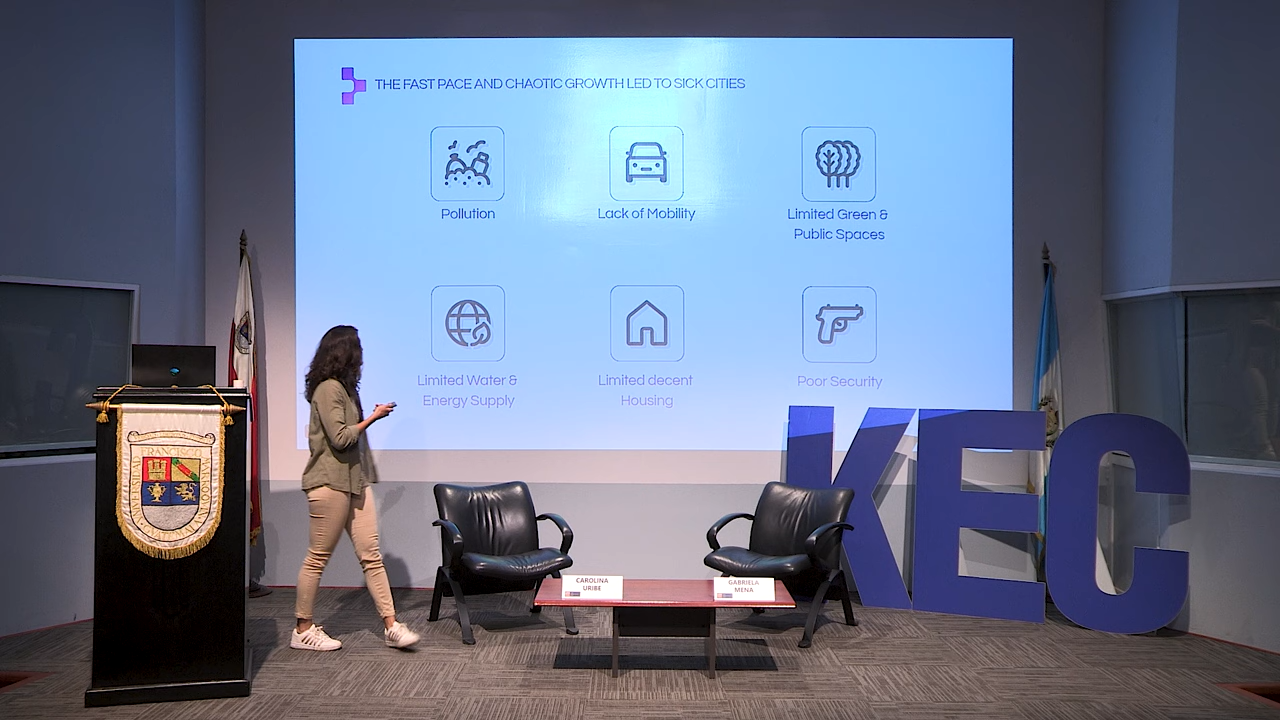 THE FAST PACE AND CHAOTIC GROWTH LED TO SICK CITIES
Pollution
Lack of Mobility
Limited Green &
Public Spaces
Limited Water &
Energy Supply
Limited decent
Housing
Poor Security
KEC
CAROLINA
URIBE
GABRIELA
MENA